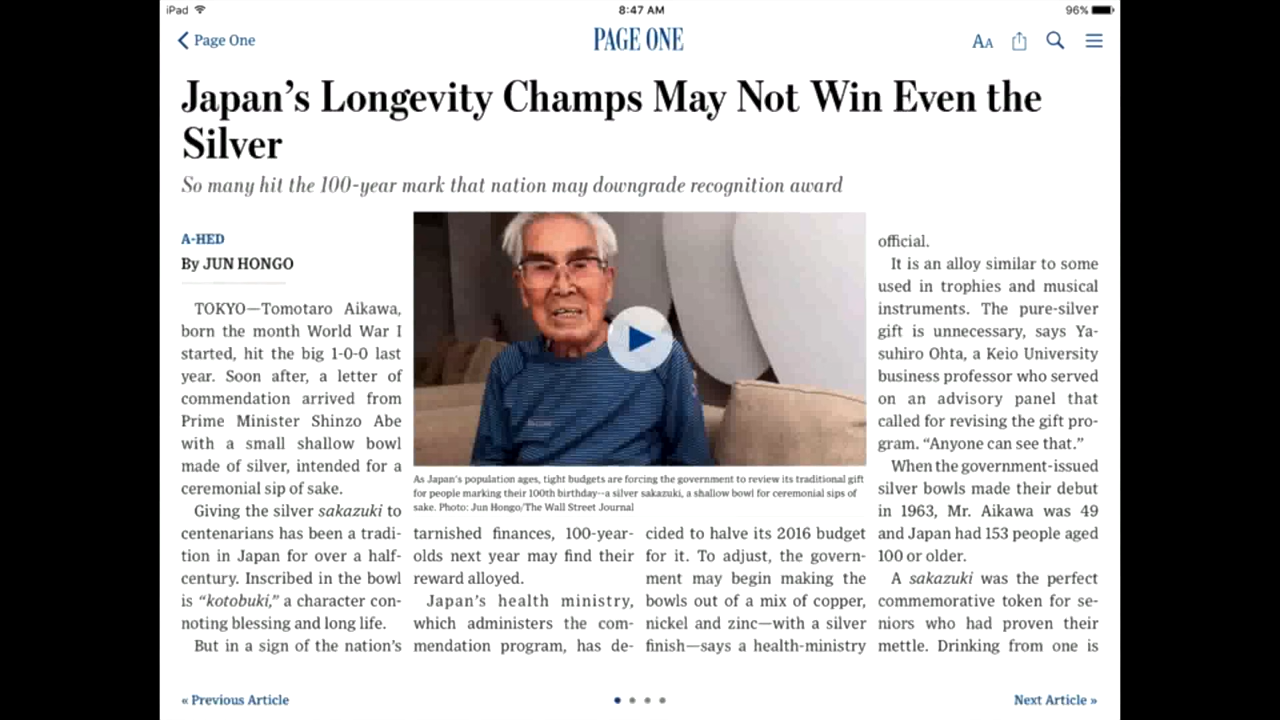 iPad
8:47 AM
96%
Page One
PAGE ONE
AA
Japan's Longevity Champs May Not Win Even the
Silver
So many hit the 100-year mark that nation may downgrade recognition award
A-HED
By JUN HONGO
TOKYO—Tomotaro Aikawa,
born the month World War I
started, hit the big 1-0-0 last
year. Soon after, a letter of
commendation arrived from
Prime Minister Shinzo Abe
with a small shallow bowl
made of silver, intended for a
ceremonial sip of sake.
Giving the silver sakazuki to
centenarians has been a tradi-
tion in Japan for over a half-
century. Inscribed in the bowl
is “kotobuki,” a character con-
noting blessing and long life.
But in a sign of the nation's
As Japan's population ages, tight budgets are forcing the government to review its traditional gift
for people marking their 100th birthday--a silver sakazuki, a shallow bowl for ceremonial sips of
sake. Photo: Jun Hongo/The Wall Street Journal
tarnished finances, 100-year-
olds next year may find their
reward alloyed.
Japan's health ministry,
which administers the com-
mendation program, has de-
cided to halve its 2016 budget
for it. To adjust, the govern-
ment may begin making the
bowls out of a mix of copper,
nickel and zinc—with a silver
finish—says a health-ministry
official.
It is an alloy similar to some
used in trophies and musical
instruments. The pure-silver
gift is unnecessary, says Ya-
suhiro Ohta, a Keio University
business professor who served
on an advisory panel that
called for revising the gift pro-
gram. “Anyone can see that.”
When the government-issued
silver bowls made their debut
in 1963, Mr. Aikawa was 49
and Japan had 153 people aged
100 or older.
A sakazuki was the perfect
commemorative token for se-
niors who had proven their
mettle. Drinking from one is
« Previous Article
Next Article »